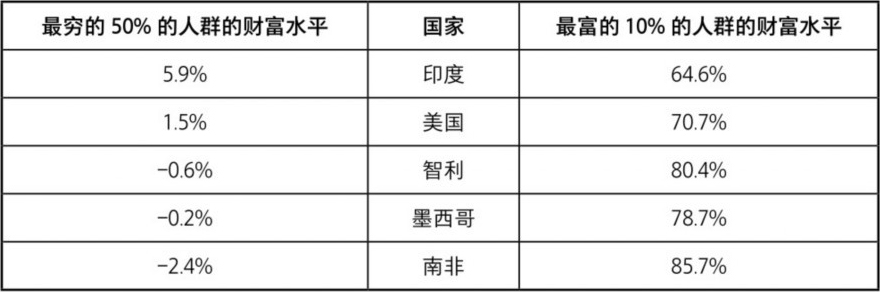 最穷的 50% 的人群的财富水平 国家 最富的 10% 的人群的财富水平
5.9% 印度 64.6%
1.5% 美国 70.7%
−0.6% 智利 80.4%
−0.2% 墨西哥 78.7%
−2.4% 南非 85.7%